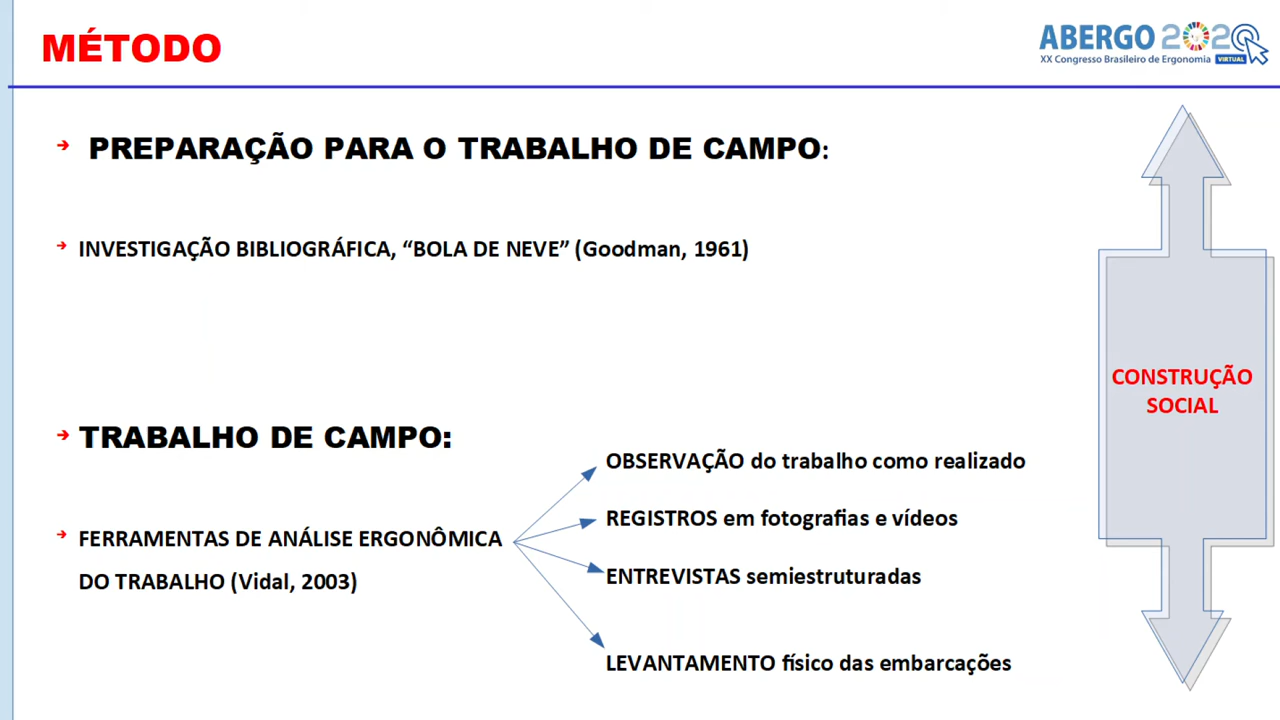 MÉTODO
ABERGO 2020
XX Congresso Brasileiro de Ergonomia VIRTUAL
PREPARAÇÃO PARA O TRABALHO DE CAMPO:
INVESTIGAÇÃO BIBLIOGRÁFICA, “BOLA DE NEVE” (Goodman, 1961)
TRABALHO DE CAMPO:
FERRAMENTAS DE ANÁLISE ERGONÔMICA
DO TRABALHO (Vidal, 2003)
OBSERVAÇÃO do trabalho como realizado
REGISTROS em fotografias e vídeos
ENTREVISTAS semiestruturadas
LEVANTAMENTO físico das embarcações
CONSTRUÇÃO
SOCIAL